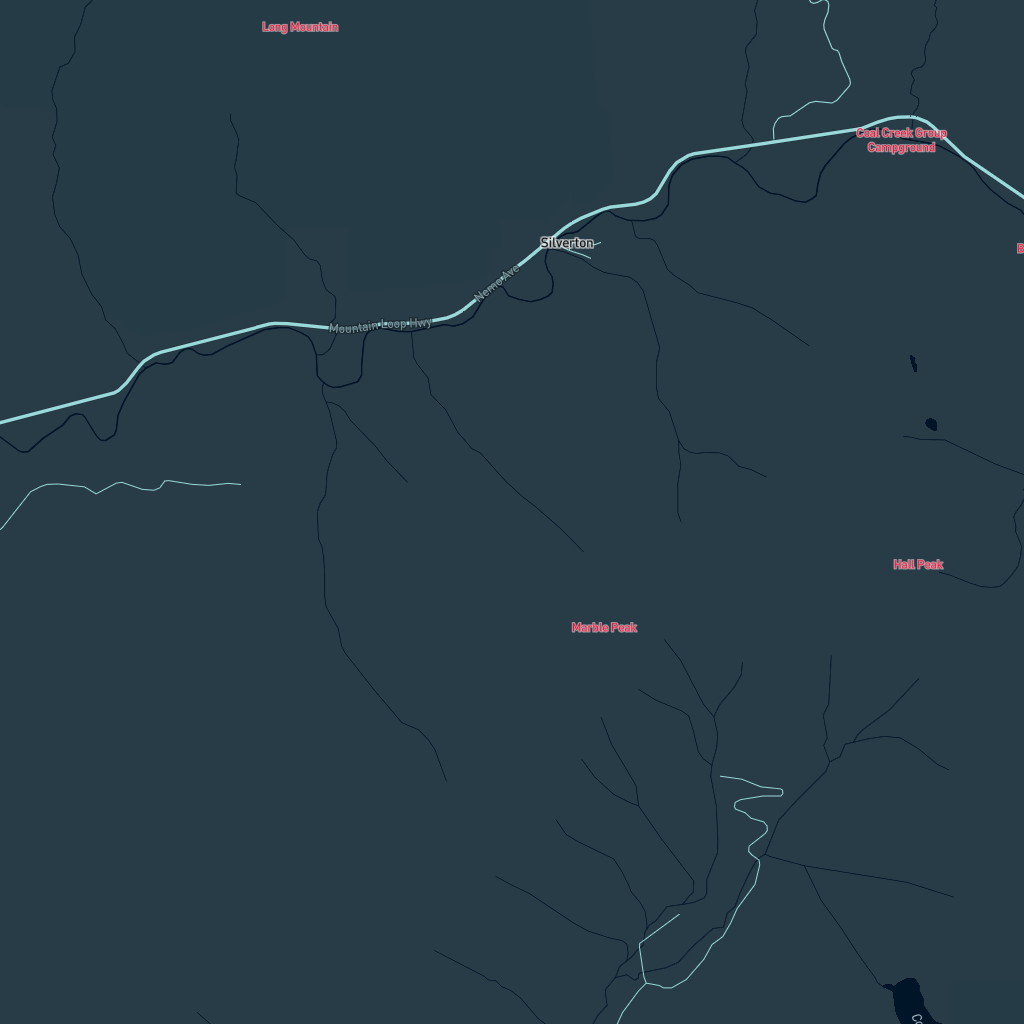 Long Mountain
Coal Creek Group
Campground
Silverton
Nemo Ave
Mountain Loop Hwy
Hall Peak
Marble Peak